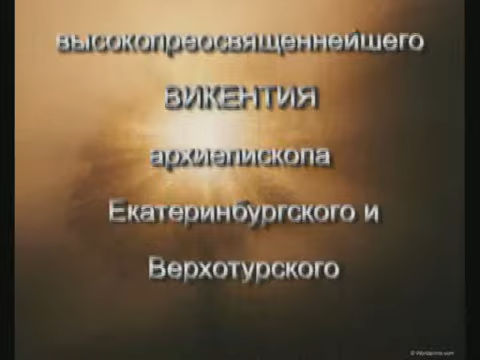 высокопреосвященнейшего
ВИКЕНТИЯ
архиепископа
Екатеринбургского и
Верхотурского